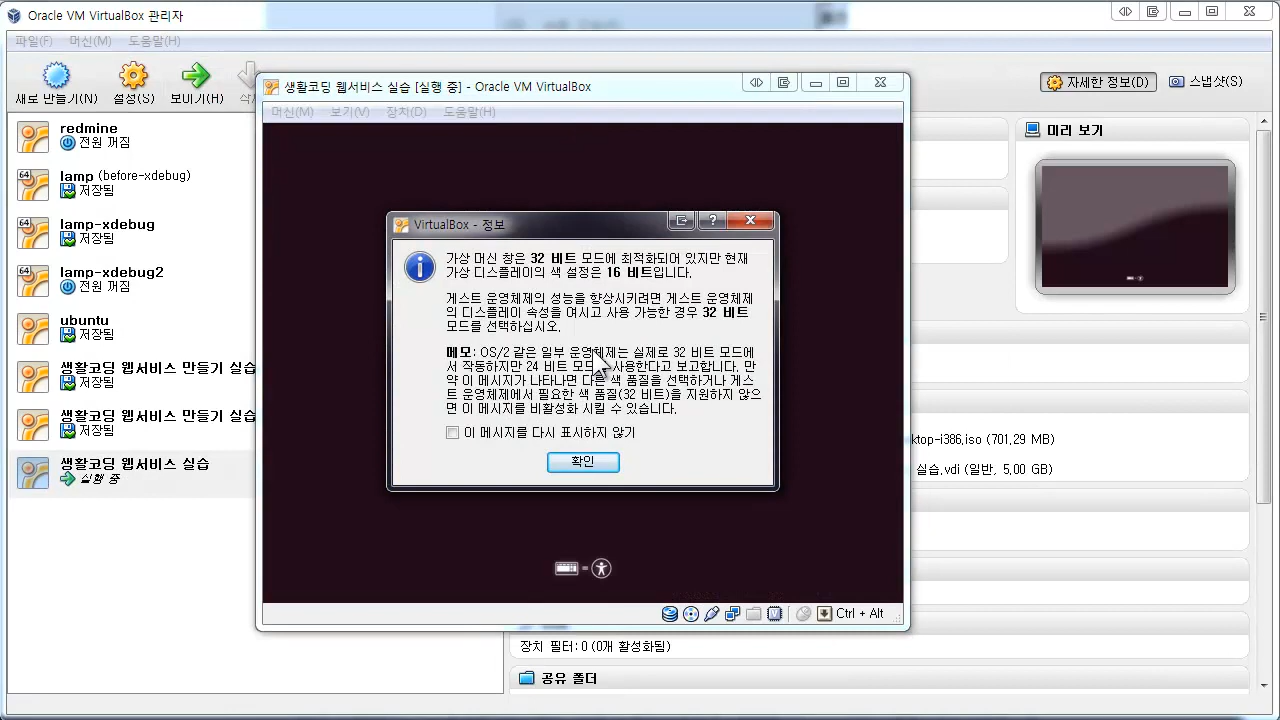 Oracle VM VirtualBox 관리자
파일(F) 머신(M) 도움말(H)
새로 만들기(N) 설정(S) 보이기(H)
자세한 정보(D) 스냅샷(S)
redmine
전원 꺼짐
lamp (before-xdebug)
저장됨
lamp-xdebug
저장됨
lamp-xdebug2
전원 꺼짐
ubuntu
저장됨
생활코딩 웹서비스 만들기 실습
저장됨
생활코딩 웹서비스 만들기 실습
저장됨
생활코딩 웹서비스 실습
실행 중
생활코딩 웹서비스 실습 [실행 중] - Oracle VM VirtualBox
머신(M) 보기(V) 장치(D) 도움말(H)
VirtualBox - 정보
가상 머신 창은 32 비트 모드에 최적화되어 있지만 현재
가상 디스플레이의 색 설정은 16 비트입니다.
게스트 운영체제의 성능을 향상시키려면 게스트 운영체제
의 디스플레이 속성을 며시고 사용 가능한 경우 32 비트
모드를 선택하십시오.
메모: OS/2 같은 일부 운영체제는 실제로 32 비트 모드에
서 작동하지만 24 비트 모드 사용한다고 보고합니다. 만
약 이 메시지가 나타나면 다른 색 품질을 선택하거나 게스
트 운영체제에서 필요한 색 품질(32 비트)을 지원하지 않으
면 이 메시지를 비활성화 시킬 수 있습니다.
이 메시지를 다시 표시하지 않기
확인
Ctrl + Alt
미리 보기
ktop-i386.iso (701,29 MB)
실습.vdi (일반, 5,00 GB)
장치 필터: 0 (0개 활성화됨)
공유 폴더